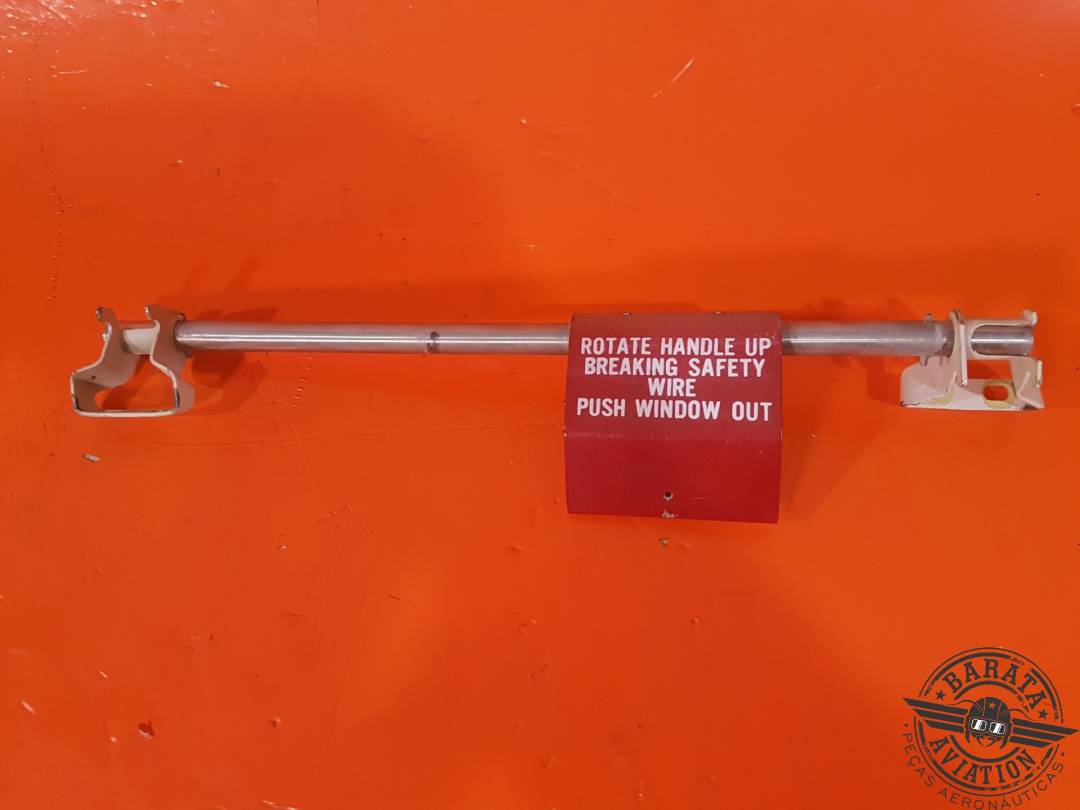 ROTATE HANDLE UP
BREAKING SAFETY
WIRE
PUSH WINDOW OUT
BARATA
AVIATION
PEÇAS AERONÁUTICAS